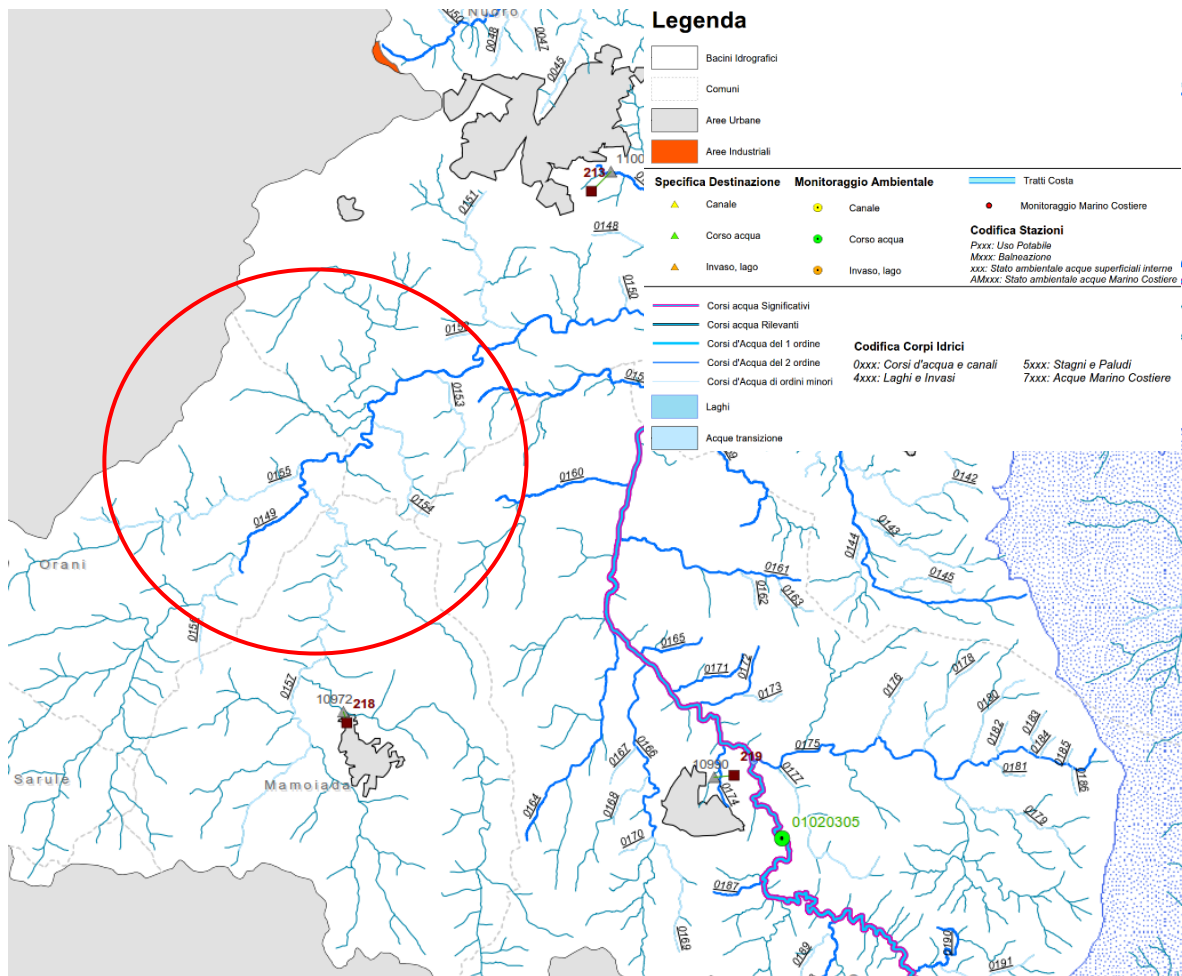 Nuoro
0048
0047
0045
Legenda
Bacini Idrografici
Comuni
Aree Urbane
Aree Industriali
Specifica Destinazione
Monitoraggio Ambientale
Tratti Costa
Canale
Canale
Monitoraggio Marino Costiere
Corso acqua
Corso acqua
Codifica Stazioni
Pxxx: Uso Potabile
Mxxx: Balneazione
Invaso, lago
Invaso, lago
xxx: Stato ambientale acque superficiali interne
AMxxx: Stato ambientale acque Marino Costiere
Corsi acqua Significativi
Corsi acqua Rilevanti
Corsi d'Acqua del 1 ordine
Codifica Corpi Idrici
Corsi d'Acqua del 2 ordine
0xxx: Corsi d'acqua e canali
5xxx: Stagni e Paludi
Corsi d'Acqua di ordini minori
4xxx: Laghi e Invasi
7xxx: Acque Marino Costiere
Laghi
Acque transizione
213
0151
0148
0150
0153
0160
0155
0154
0149
0142
0143
0144
0145
Orani
0161
0162
0163
0165
0171
0172
0173
0178
0176
0180
0157
10972
218
0182
0183
0184
0185
0186
0167
0166
0175
0181
10990
219
0177
Sarule
Mamoiada
0164
0168
0174
0179
0170
01020305
0187
0169
0189
0190
0191